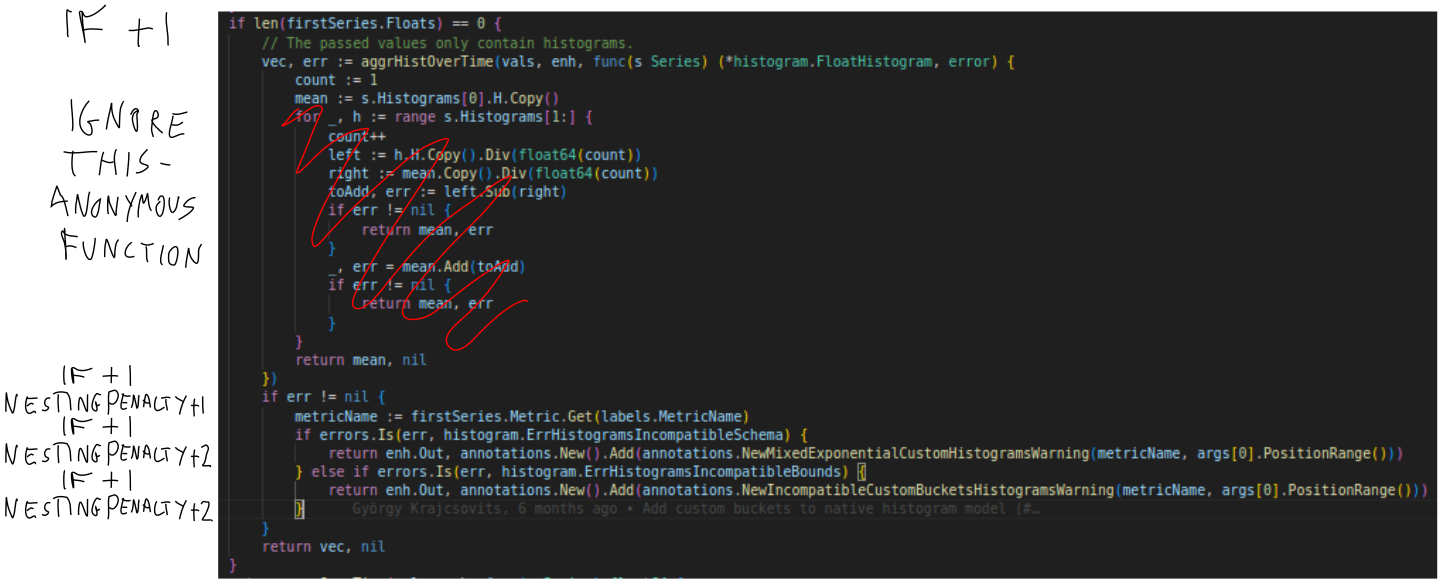 IF +1
if len(firstSeries.Floats) == 0 {
// The passed values only contain histograms.
vec, err := aggrHistOverTime(vals, enh, func(s Series) (*histogram.FloatHistogram, error) {
count := 1
mean := s.Histograms[0].H.Copy()
for _, h := range s.Histograms[1:] {
count++
left := h.H.Copy().Div(float64(count))
right := mean.Copy().Div(float64(count))
toAdd, err := left.Sub(right)
if err != nil {
return mean, err
}
_, err = mean.Add(toAdd)
if err != nil {
return mean, err
}
}
return mean, nil
})
if err != nil {
metricName := firstSeries.Metric.Get(labels.MetricName)
if errors.Is(err, histogram.ErrHistogramsIncompatibleSchema) {
return enh.Out, annotations.New().Add(annotations.NewMixedExponentialCustomHistogramsWarning(metricName, args[0].PositionRange()))
} else if errors.Is(err, histogram.ErrHistogramsIncompatibleBounds) {
return enh.Out, annotations.New().Add(annotations.NewIncompatibleCustomBucketsHistogramsWarning(metricName, args[0].PositionRange()))
} György Krajcsovits, 6 months ago • Add custom buckets to native histogram model (#…
}
return vec, nil
}
IGNORE
THIS-
ANONYMOUS
FUNCTION
IF +1
NESTING PENALTY+1
IF +1
NESTING PENALTY+2
IF +1
NESTING PENALTY+2